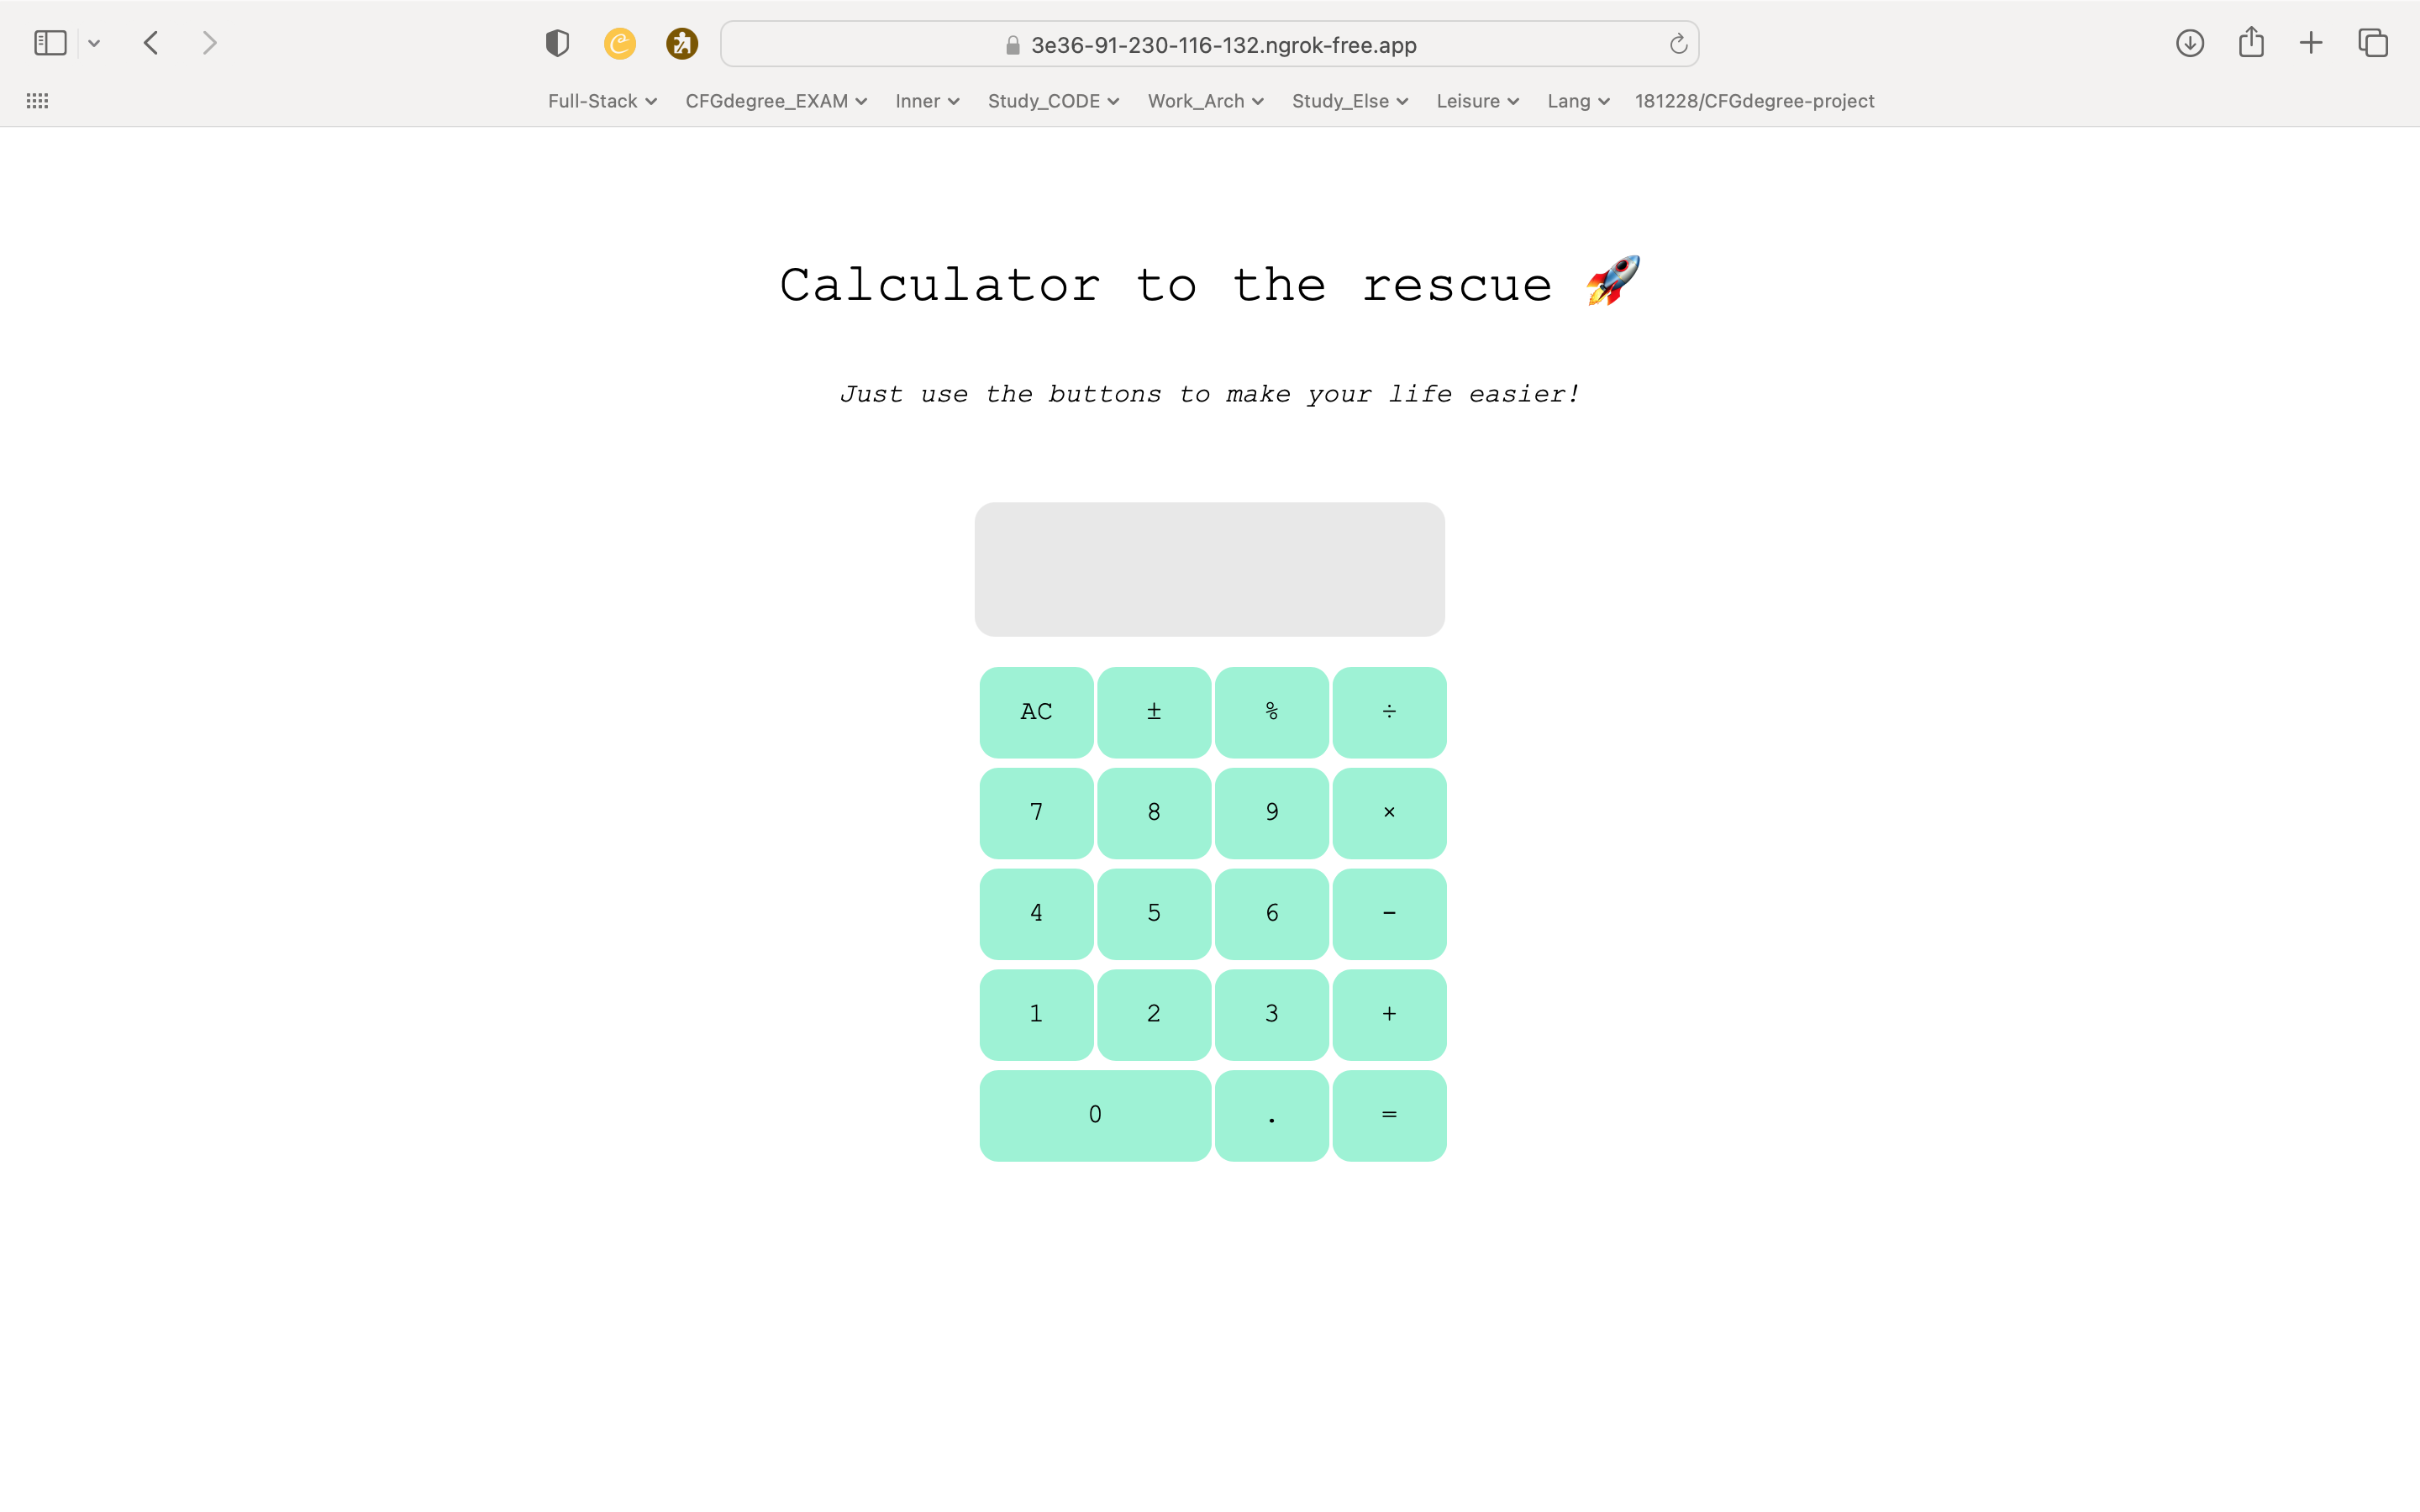 3e36-91-230-116-132.ngrok-free.app
Full-Stack CFGdegree_EXAM Inner Study_CODE Work_Arch Study_Else Leisure Lang 181228/CFGdegree-project
Calculator to the rescue 🚀
Just use the buttons to make your life easier!
AC ± % ÷
7 8 9 ×
4 5 6 -
1 2 3 +
0 . =